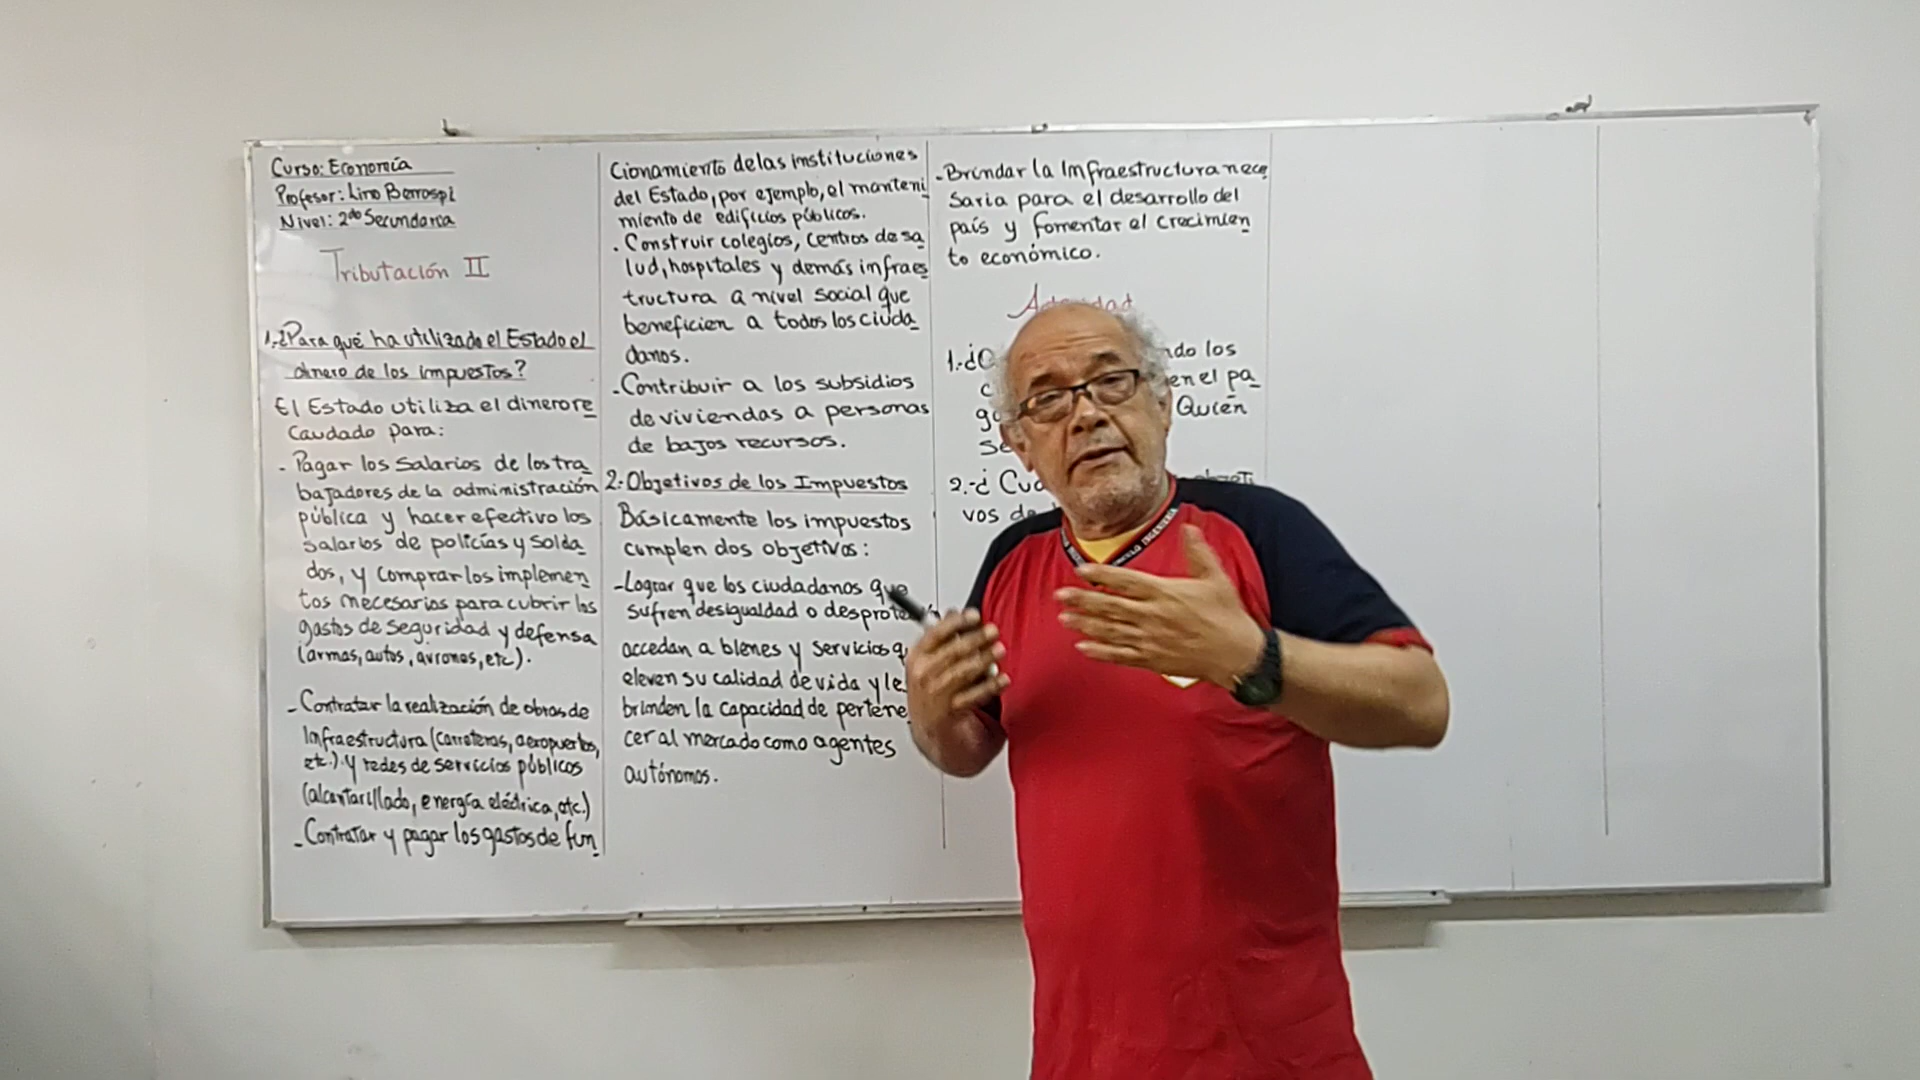 Curso: Economía
Profesor: Lino Berrospi
Nivel: 2do Secundaria
Tributación II
1.¿Para qué ha utilizado el Estado el
dinero de los impuestos?
El Estado utiliza el dinero re
caudado para:
- Pagar los salarios de los tra
bajadores de la administración
pública y hacer efectivo los
salarios de policías y solda
dos, y comprar los implemen
tos necesarios para cubrir los
gastos de seguridad y defensa
(armas, autos, aviones, etc).
- Contratar la realización de obras de
Infraestructura (carreteras, aeropuertos,
etc.) y redes de servicios públicos
(alcantarillado, energía eléctrica, etc.)
- Contratar y pagar los gastos de fun
cionamiento de las instituciones
del Estado, por ejemplo, el manteni
miento de edificios públicos.
. Construir colegios, centros de sa
lud, hospitales y demás infraes
tructura a nivel social que
beneficien a todos los ciuda
danos.
- Contribuir a los subsidios
de viviendas a personas
de bajos recursos.
2. Objetivos de los Impuestos
Básicamente los impuestos
cumplen dos objetivos:
- Lograr que los ciudadanos que
sufren desigualdad o
accedan a bienes y servicios
eleven su calidad de vida y
brinden la capacidad de pertene
cer al mercado como agentes
autónomos.
- Brindar la Infraestructura nece
saria para el desarrollo del
país y fomentar el crecimien
to económico.
1.-¿
los
en el pa
Quién
2.-¿
vos